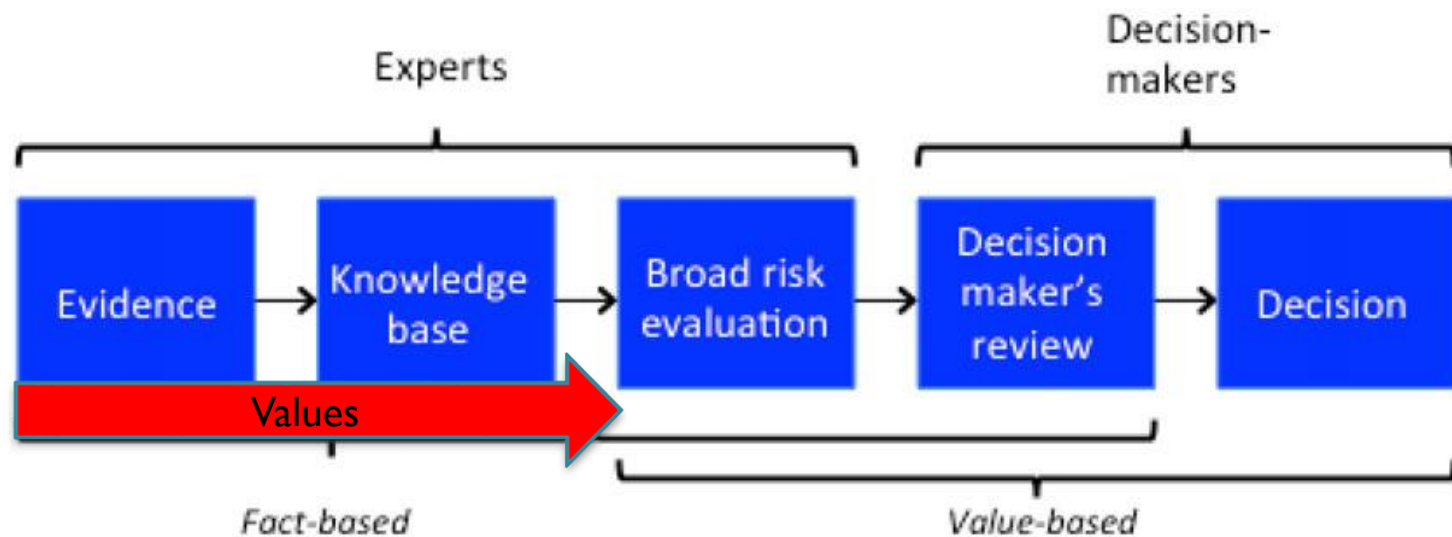 Experts
Decision-
makers
Evidence
Knowledge
base
Broad risk
evaluation
Decision
maker's
review
Decision
Values
Fact-based
Value-based